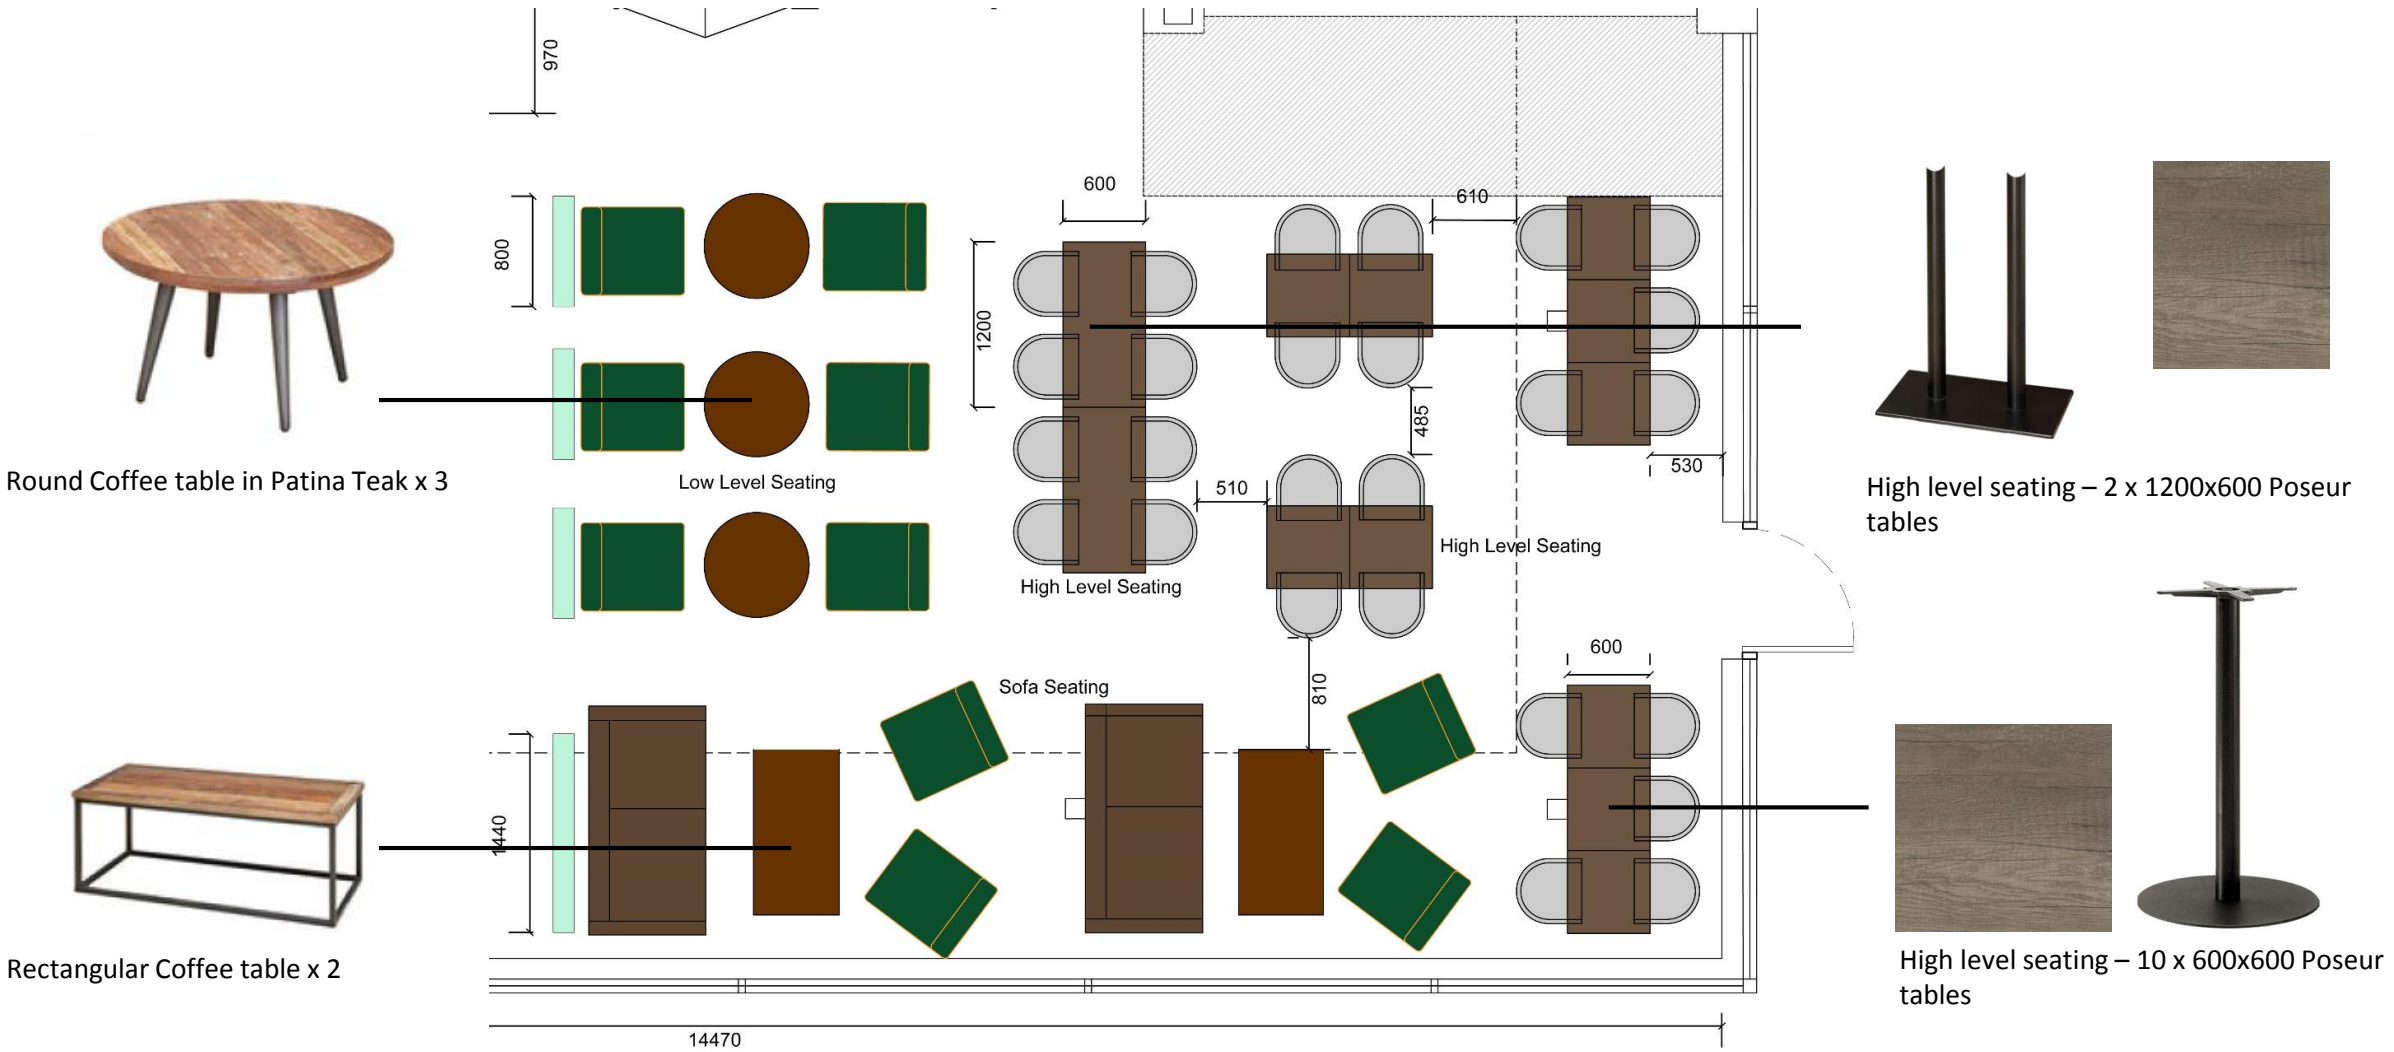 970
600
610
800
1200
485
530
510
Round Coffee table in Patina Teak x 3
Low Level Seating
High level seating – 2 x 1200x600 Poseur
tables
High Level Seating
High Level Seating
600
Sofa Seating
810
1440
Rectangular Coffee table x 2
High level seating – 10 x 600x600 Poseur
tables
14470